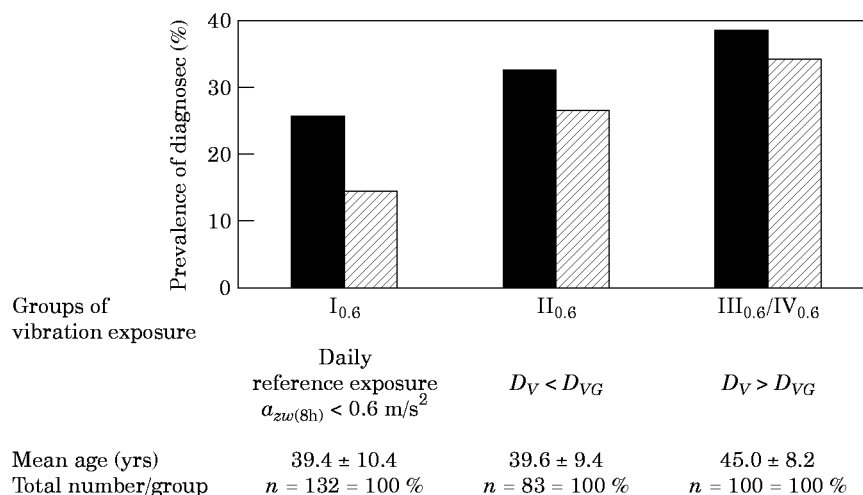 40
30
20
10
0
Prevalence of diagnosec (%)
Groups of vibration exposure
I0.6
II0.6
III0.6/IV0.6
Daily
reference exposure
azw(8h) < 0.6 m/s²
DV < DVG
DV > DVG
Mean age (yrs)
39.4 ± 10.4
39.6 ± 9.4
45.0 ± 8.2
Total number/group
n = 132 = 100 %
n = 83 = 100 %
n = 100 = 100 %